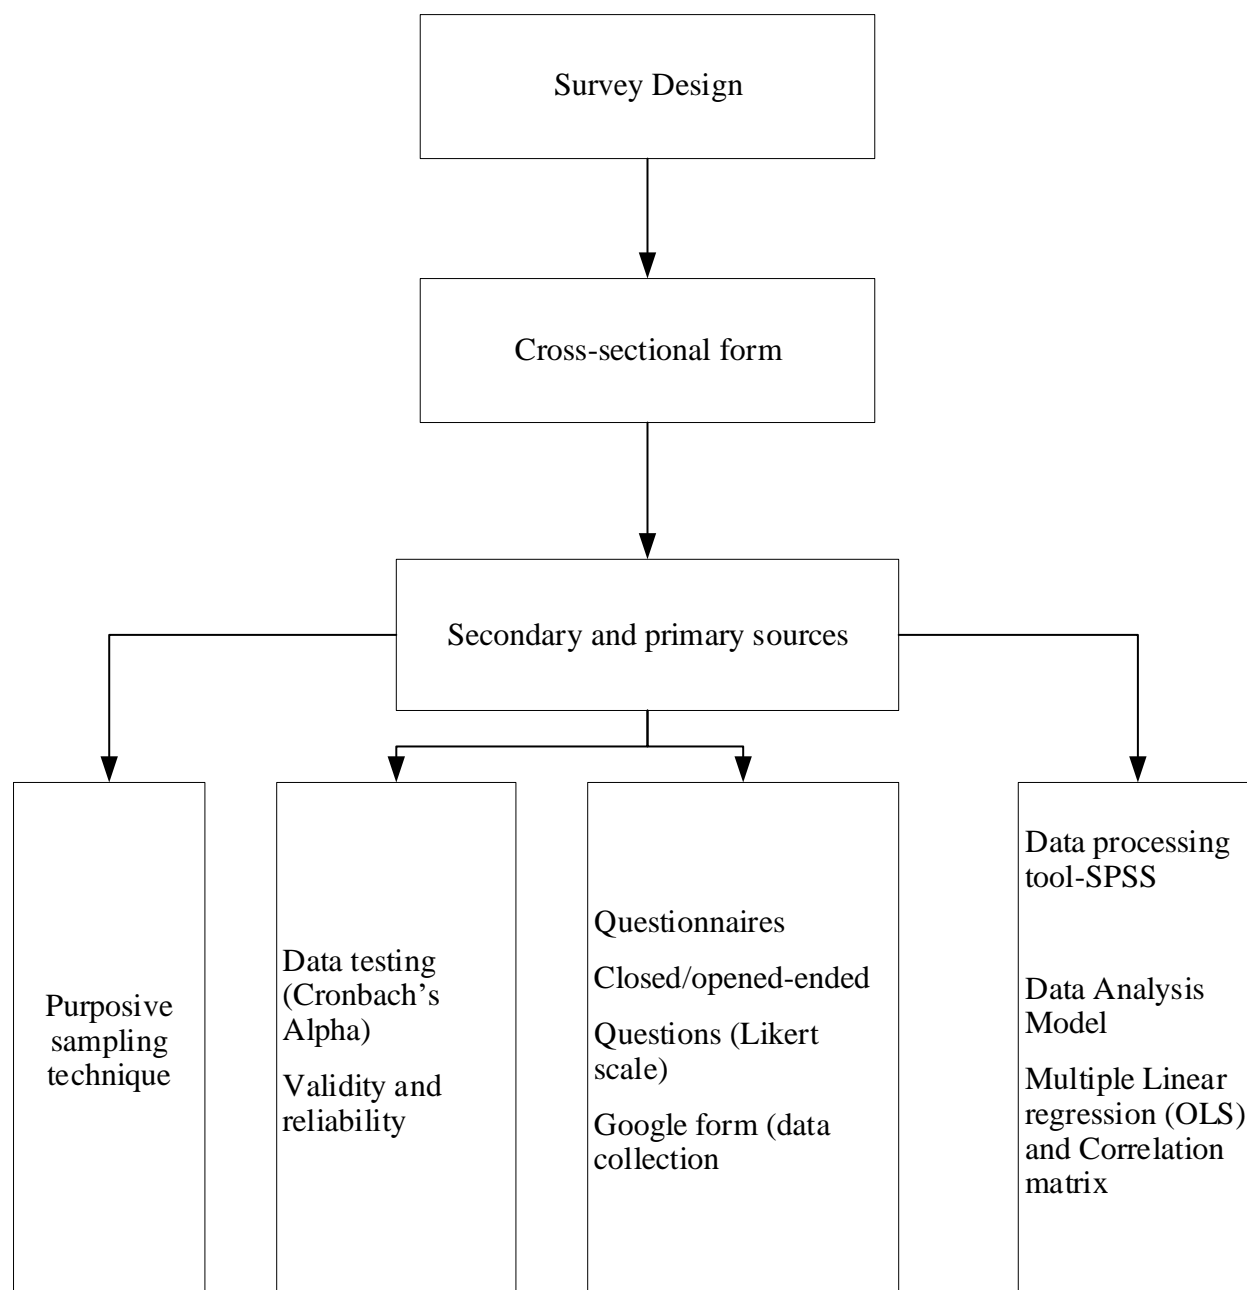 Survey Design
Cross-sectional form
Secondary and primary sources
Purposive
sampling
technique
Data testing
(Cronbach’s
Alpha)
Validity and
reliability
Questionnaires
Closed/opened-ended
Questions (Likert
scale)
Google form (data
collection
Data processing
tool-SPSS
Data Analysis
Model
Multiple Linear
regression (OLS)
and Correlation
matrix